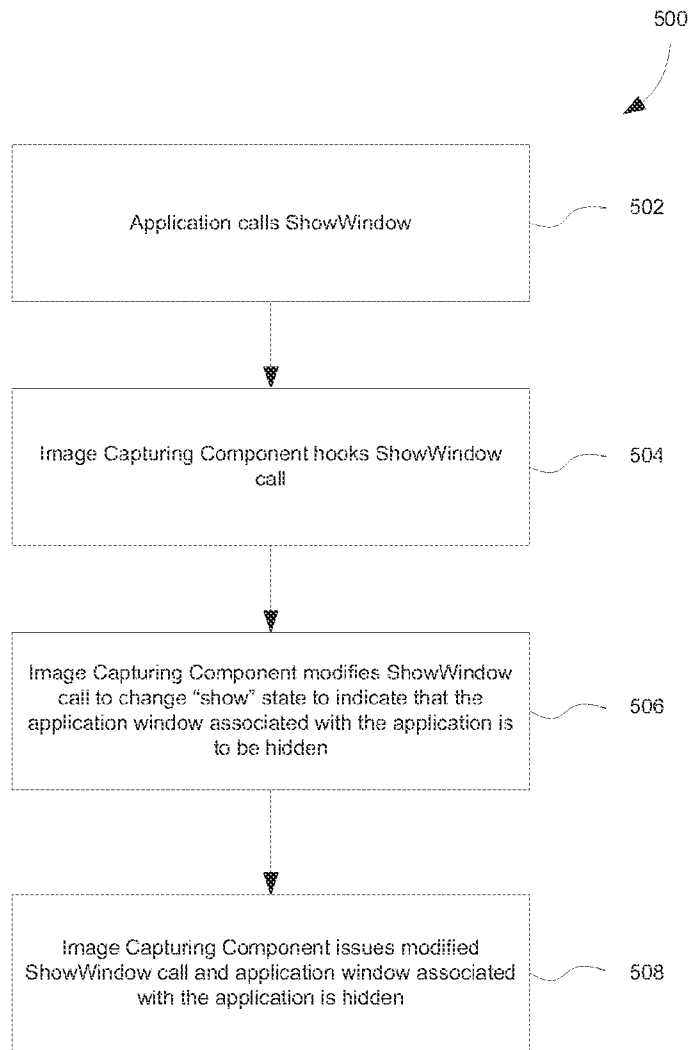 500
Application calls ShowWindow
502
Image Capturing Component hooks ShowWindow
call
504
Image Capturing Component modifies ShowWindow
call to change “show” state to indicate that the
application window associated with the application is
to be hidden
506
Image Capturing Component issues modified
ShowWindow call and application window associated
with the application is hidden
508